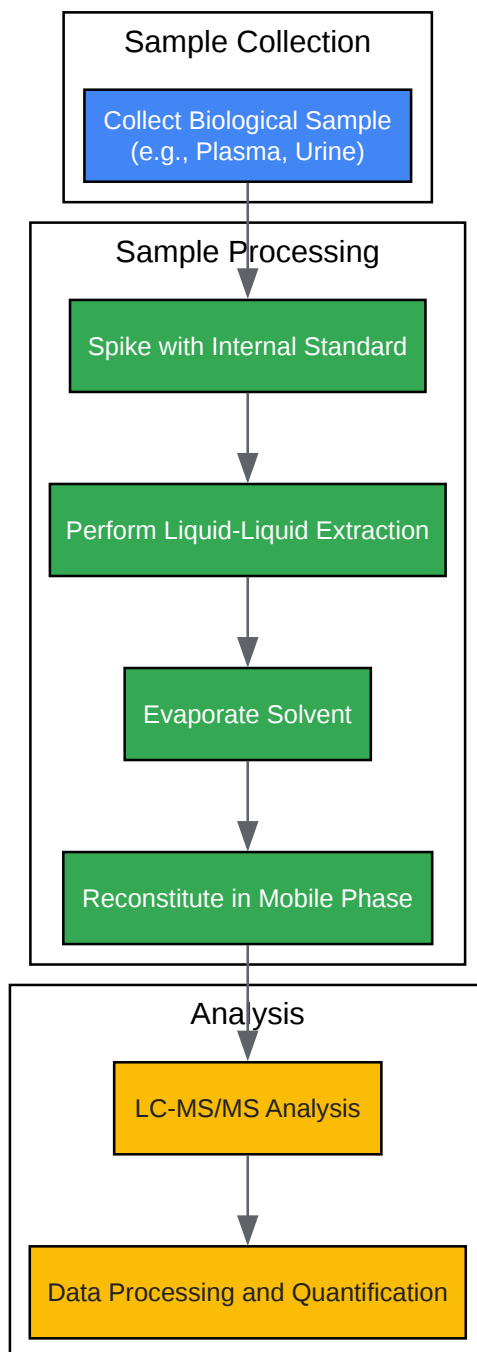 Sample Collection
Collect Biological Sample
(e.g., Plasma, Urine)
Sample Processing
Spike with Internal Standard
Perform Liquid-Liquid Extraction
Evaporate Solvent
Reconstitute in Mobile Phase
Analysis
LC-MS/MS Analysis
Data Processing and Quantification